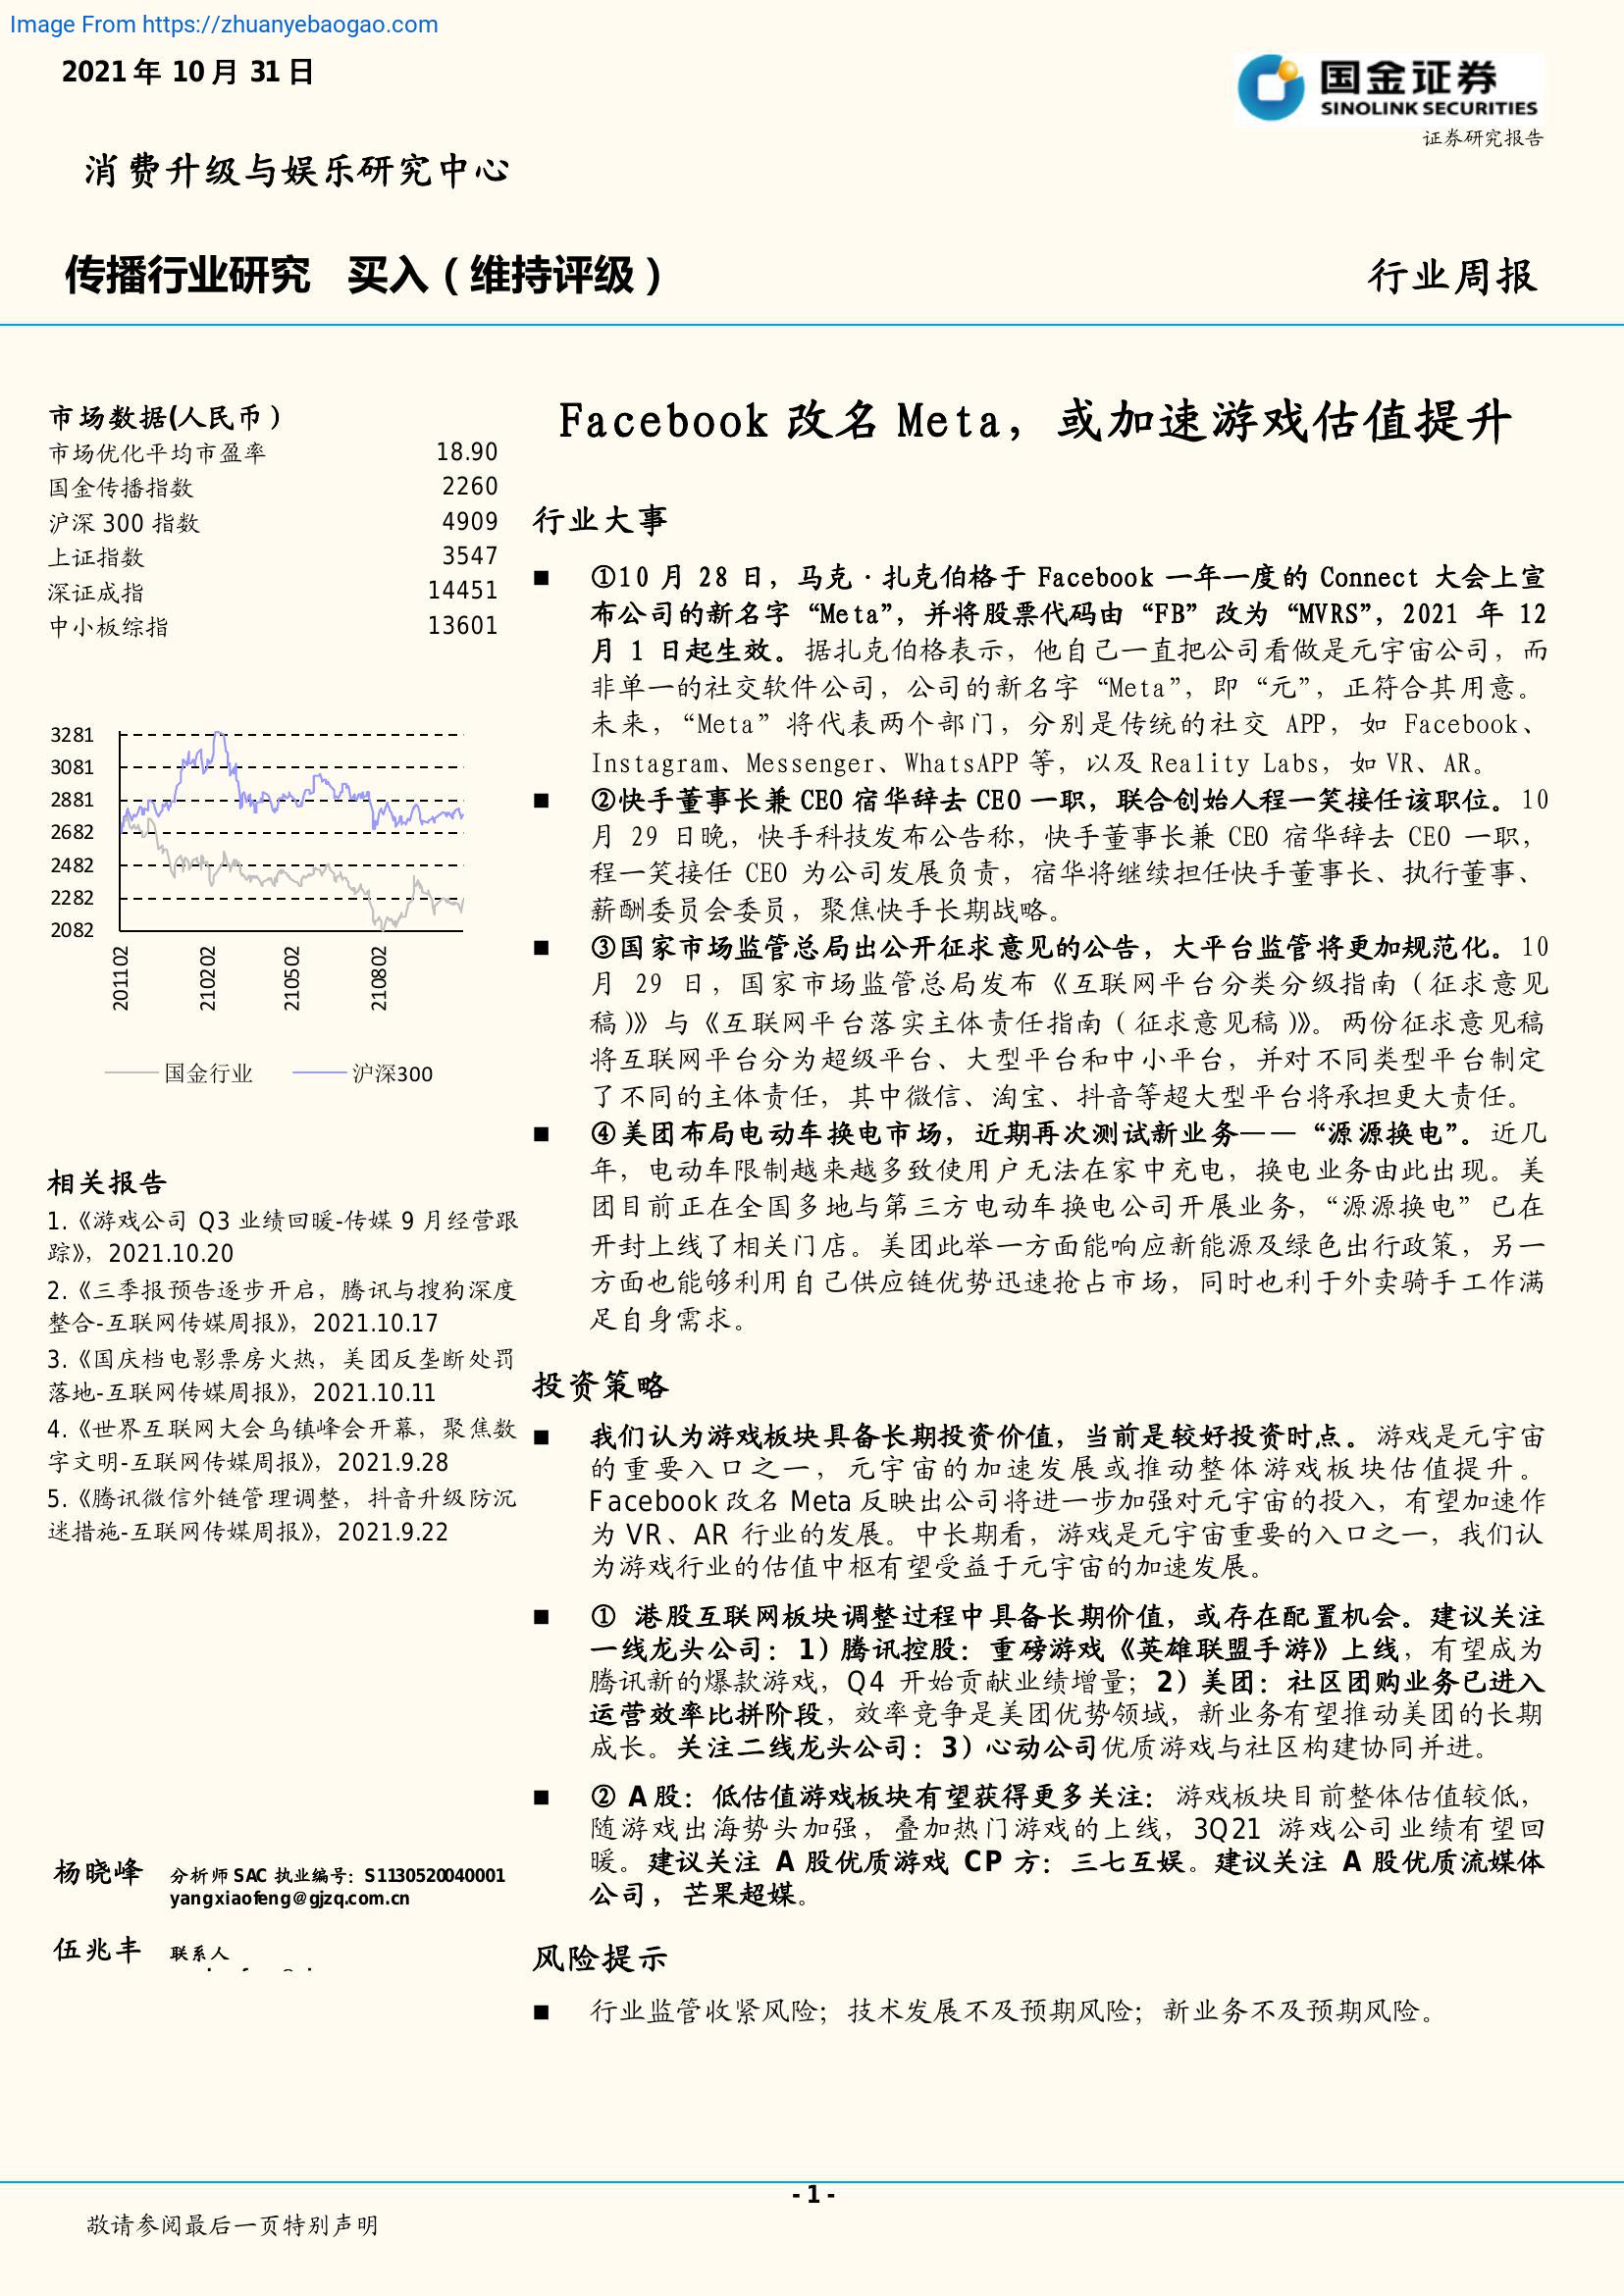 Image From https://zhuanyebaogao.com
2021 年 10 月 31 日
国金证券
SINOLINK SECURITIES
证券研究报告
消费升级与娱乐研究中心
传播行业研究 买入(维持评级)
行业周报
市场数据(人民币)
市场优化平均市盈率 18.90
国金传播指数 2260
沪深 300 指数 4909
上证指数 3547
深证成指 14451
中小板综指 13601
3281
3081
2881
2682
2482
2282
2082
201102
210202
210502
210802
国金行业 沪深300
相关报告
1.《游戏公司 Q3 业绩回暖-传媒 9 月经营跟
踪》,2021.10.20
2.《三季报预告逐步开启,腾讯与搜狗深度
整合-互联网传媒周报》,2021.10.17
3.《国庆档电影票房火热,美团反垄断处罚
落地-互联网传媒周报》,2021.10.11
4.《世界互联网大会乌镇峰会开幕,聚焦数
字文明-互联网传媒周报》,2021.9.28
5.《腾讯微信外链管理调整,抖音升级防沉
迷措施-互联网传媒周报》,2021.9.22
杨晓峰 分析师 SAC 执业编号:S1130520040001
yangxiaofeng@gjzq.com.cn
伍兆丰 联系人
Facebook 改名 Meta,或加速游戏估值提升
行业大事
■ ①10 月 28 日,马克·扎克伯格于 Facebook 一年一度的 Connect 大会上宣
布公司的新名字“Meta”,并将股票代码由“FB”改为“MVRS”,2021 年 12
月 1 日起生效。据扎克伯格表示,他自己一直把公司看做是元宇宙公司,而
非单一的社交软件公司,公司的新名字“Meta”,即“元”,正符合其用意。
未来,“Meta”将代表两个部门,分别是传统的社交 APP,如 Facebook、
Instagram、Messenger、WhatsAPP 等,以及 Reality Labs,如 VR、AR。
■ ②快手董事长兼 CEO 宿华辞去 CEO 一职,联合创始人程一笑接任该职位。10
月 29 日晚,快手科技发布公告称,快手董事长兼 CEO 宿华辞去 CEO 一职,
程一笑接任 CEO 为公司发展负责,宿华将继续担任快手董事长、执行董事、
薪酬委员会委员,聚焦快手长期战略。
■ ③国家市场监管总局出公开征求意见的公告,大平台监管将更加规范化。10
月 29 日,国家市场监管总局发布《互联网平台分类分级指南(征求意见
稿)》与《互联网平台落实主体责任指南(征求意见稿)》。两份征求意见稿
将互联网平台分为超级平台、大型平台和中小平台,并对不同类型平台制定
了不同的主体责任,其中微信、淘宝、抖音等超大型平台将承担更大责任。
■ ④美团布局电动车换电市场,近期再次测试新业务——“源源换电”。近几
年,电动车限制越来越多致使用户无法在家中充电,换电业务由此出现。美
团目前正在全国多地与第三方电动车换电公司开展业务,“源源换电”已在
开封上线了相关门店。美团此举一方面能响应新能源及绿色出行政策,另一
方面也能够利用自己供应链优势迅速抢占市场,同时也利于外卖骑手工作满
足自身需求。
投资策略
■ 我们认为游戏板块具备长期投资价值,当前是较好投资时点。游戏是元宇宙
的重要入口之一,元宇宙的加速发展或推动整体游戏板块估值提升。
Facebook 改名 Meta 反映出公司将进一步加强对元宇宙的投入,有望加速作
为 VR、AR 行业的发展。中长期看,游戏是元宇宙重要的入口之一,我们认
为游戏行业的估值中枢有望受益于元宇宙的加速发展。
■ ① 港股互联网板块调整过程中具备长期价值,或存在配置机会。建议关注
一线龙头公司:1)腾讯控股:重磅游戏《英雄联盟手游》上线,有望成为
腾讯新的爆款游戏,Q4 开始贡献业绩增量;2)美团:社区团购业务已进入
运营效率比拼阶段,效率竞争是美团优势领域,新业务有望推动美团的长期
成长。关注二线龙头公司:3)心动公司优质游戏与社区构建协同并进。
■ ② A 股:低估值游戏板块有望获得更多关注:游戏板块目前整体估值较低,
随游戏出海势头加强,叠加热门游戏的上线,3Q21 游戏公司业绩有望回
暖。建议关注 A 股优质游戏 CP 方:三七互娱。建议关注 A 股优质流媒体
公司,芒果超媒。
风险提示
■ 行业监管收紧风险;技术发展不及预期风险;新业务不及预期风险。
- 1 -
敬请参阅最后一页特别声明